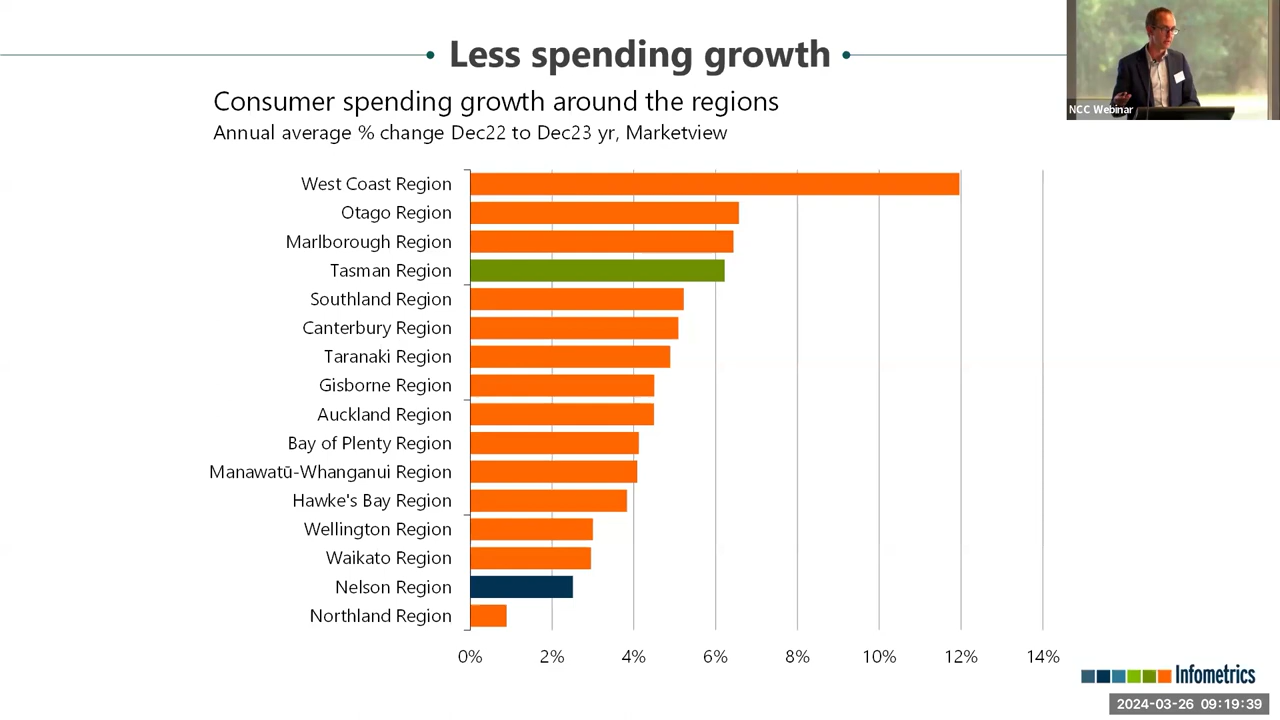 Less spending growth
Consumer spending growth around the regions
Annual average % change Dec22 to Dec23 yr, Marketview
NCC Webinar
West Coast Region
Otago Region
Marlborough Region
Tasman Region
Southland Region
Canterbury Region
Taranaki Region
Gisborne Region
Auckland Region
Bay of Plenty Region
Manawatū-Whanganui Region
Hawke's Bay Region
Wellington Region
Waikato Region
Nelson Region
Northland Region
0% 2% 4% 6% 8% 10% 12% 14%
Infometrics
2024-03-26 09:19:39